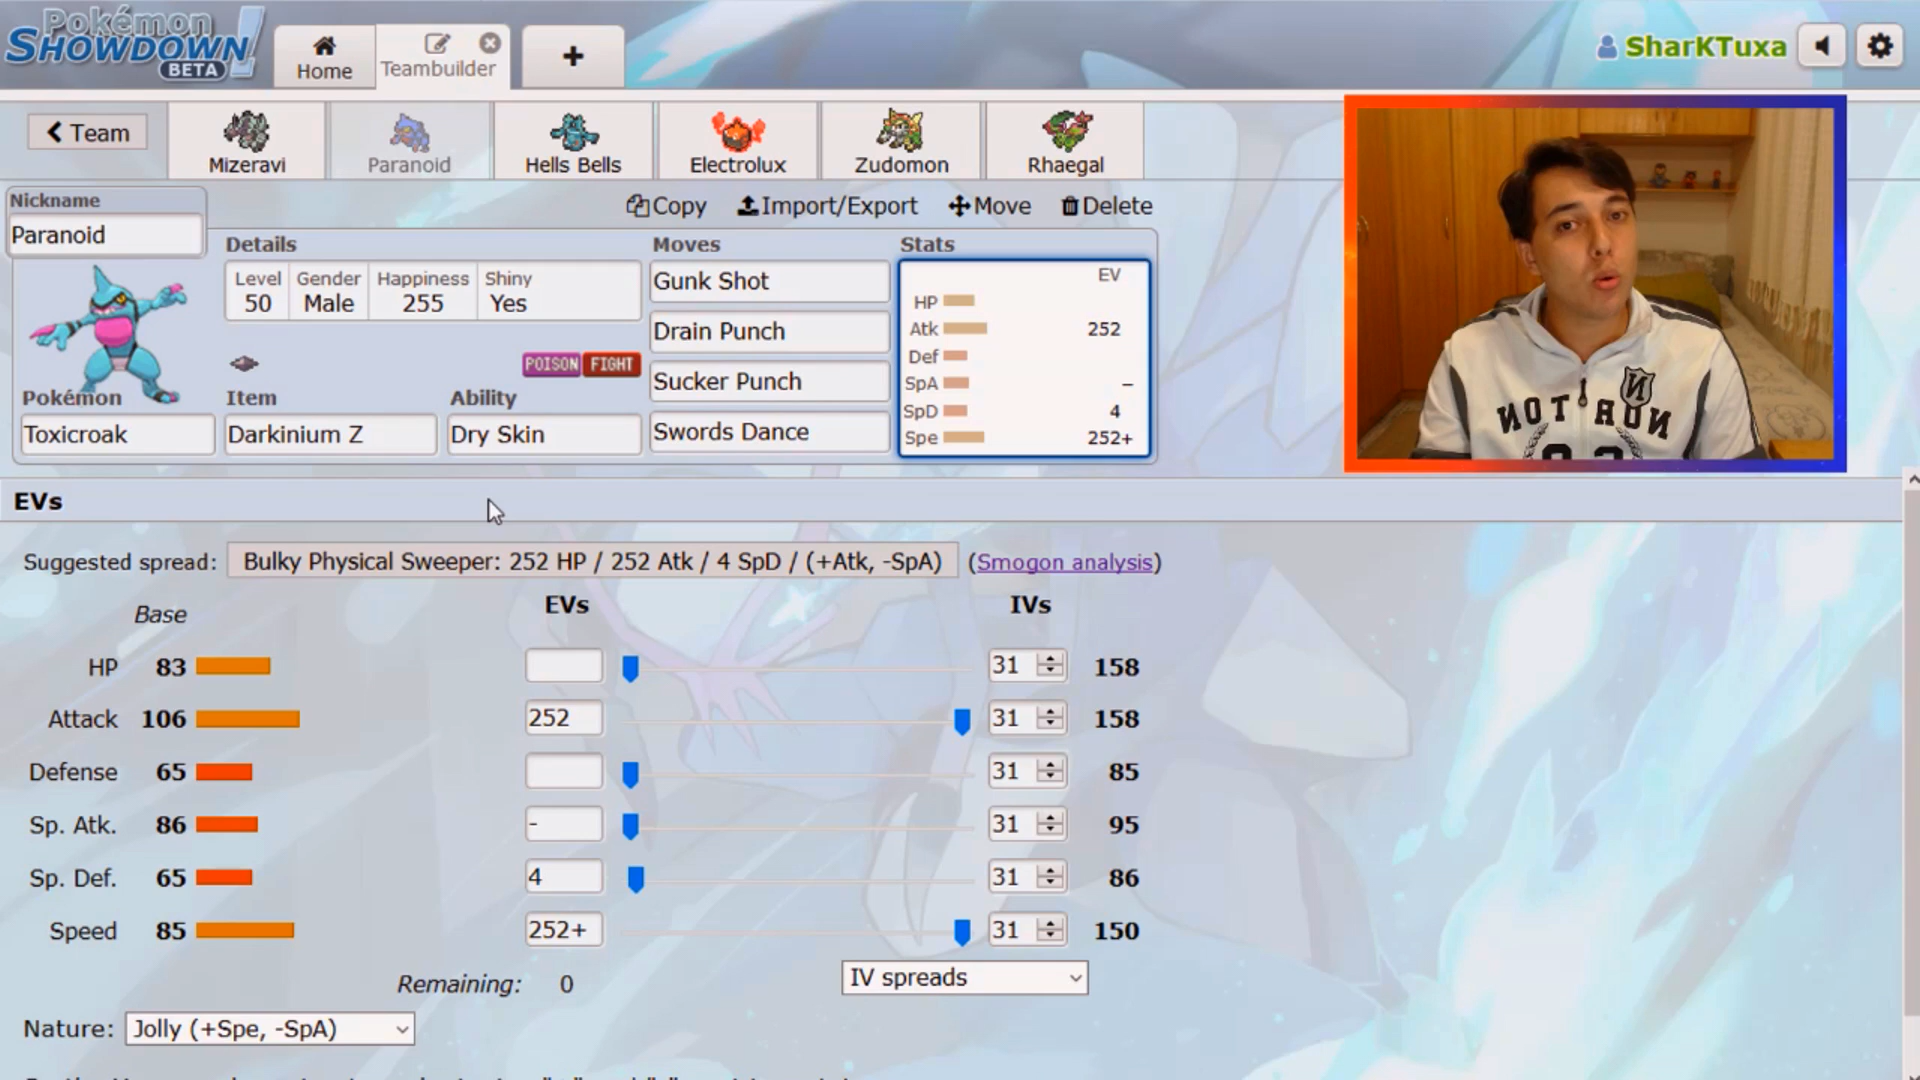 Pokémon
SHOWDOWN!
BETA
Home
Teambuilder
+
SharKTuxa
Team
Mizeravi
Paranoid
Hells Bells
Electrolux
Zudomon
Rhaegal
Copy Import/Export Move Delete
Nickname
Paranoid
Details
Level Gender Happiness Shiny
50 Male 255 Yes
POISON FIGHT
Pokémon Item Ability
Toxicroak Darkinium Z Dry Skin
Moves
Gunk Shot
Drain Punch
Sucker Punch
Swords Dance
Stats
EV
HP
Atk 252
Def
SpA –
SpD 4
Spe 252+
NOT
N
EVs
Suggested spread: Bulky Physical Sweeper: 252 HP / 252 Atk / 4 SpD / (+Atk, -SpA) (Smogon analysis)
Base EVs IVs
HP 83 31 158
Attack 106 252 31 158
Defense 65 31 85
Sp. Atk. 86 - 31 95
Sp. Def. 65 4 31 86
Speed 85 252+ 31 150
Remaining: 0
IV spreads
Nature: Jolly (+Spe, -SpA)